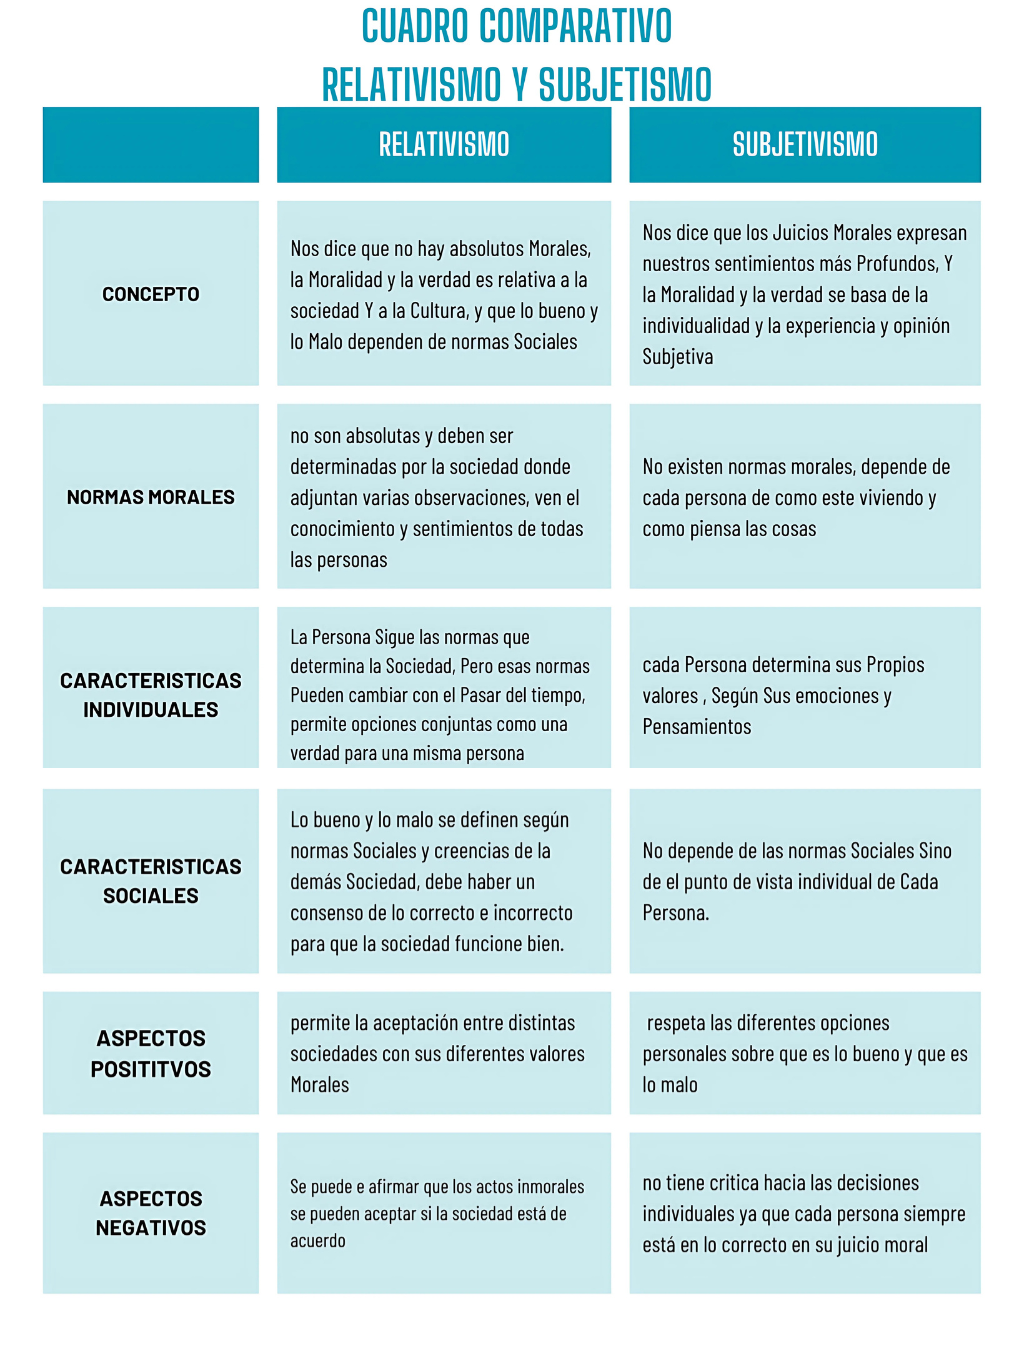 CUADRO COMPARATIVO
RELATIVISMO Y SUBJETISMO
RELATIVISMO
SUBJETIVISMO
CONCEPTO
Nos dice que no hay absolutos Morales,
la Moralidad y la verdad es relativa a la
sociedad Y a la Cultura, y que lo bueno y
lo Malo dependen de normas Sociales
Nos dice que los Juicios Morales expresan
nuestros sentimientos más Profundos, Y
la Moralidad y la verdad se basa de la
individualidad y la experiencia y opinión
Subjetiva
NORMAS MORALES
no son absolutas y deben ser
determinadas por la sociedad donde
adjuntan varias observaciones, ven el
conocimiento y sentimientos de todas
las personas
No existen normas morales, depende de
cada persona de como este viviendo y
como piensa las cosas
CARACTERISTICAS
INDIVIDUALES
La Persona Sigue las normas que
determina la Sociedad, Pero esas normas
Pueden cambiar con el Pasar del tiempo,
permite opciones conjuntas como una
verdad para una misma persona
cada Persona determina sus Propios
valores , Según Sus emociones y
Pensamientos
CARACTERISTICAS
SOCIALES
Lo bueno y lo malo se definen según
normas Sociales y creencias de la
demás Sociedad, debe haber un
consenso de lo correcto e incorrecto
para que la sociedad funcione bien.
No depende de las normas Sociales Sino
de el punto de vista individual de Cada
Persona.
ASPECTOS
POSITITVOS
permite la aceptación entre distintas
sociedades con sus diferentes valores
Morales
respeta las diferentes opciones
personales sobre que es lo bueno y que es
lo malo
ASPECTOS
NEGATIVOS
Se puede e afirmar que los actos inmorales
se pueden aceptar si la sociedad está de
acuerdo
no tiene critica hacia las decisiones
individuales ya que cada persona siempre
está en lo correcto en su juicio moral